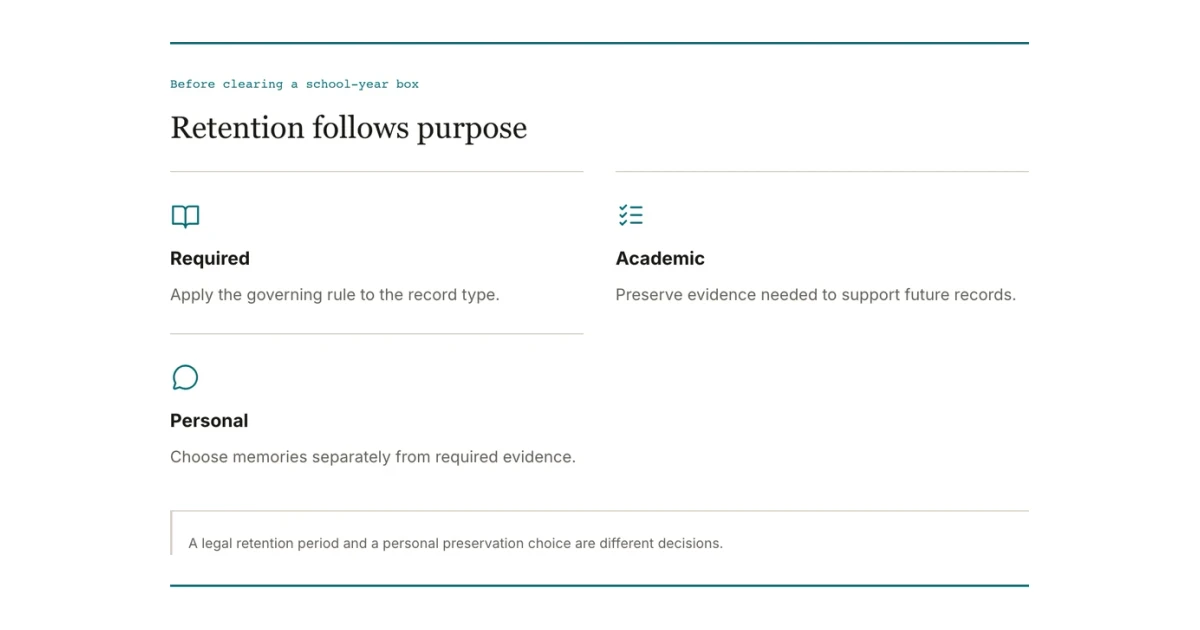 Before clearing a school-year box
Retention follows purpose
Required
Apply the governing rule to the record type.
Academic
Preserve evidence needed to support future records.
Personal
Choose memories separately from required evidence.
A legal retention period and a personal preservation choice are different decisions.